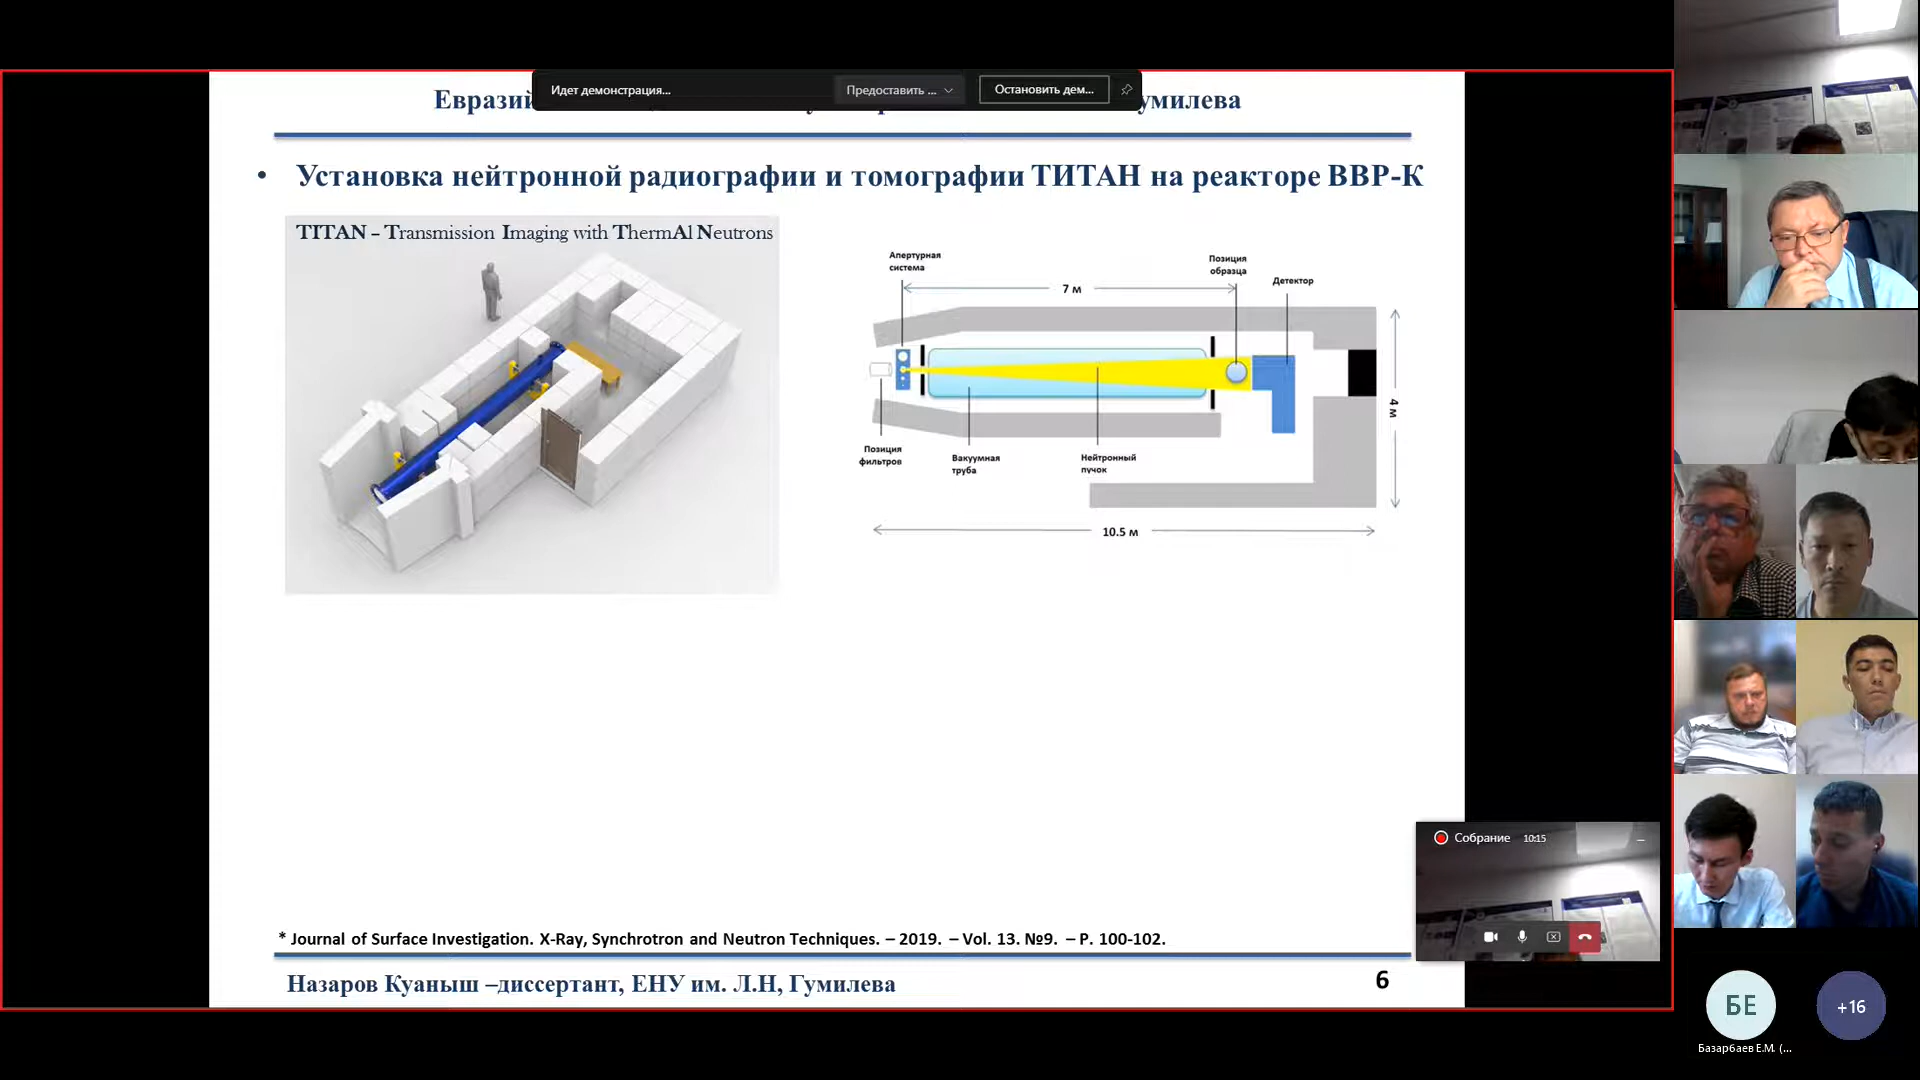 Идет демонстрация...
Предоставить ...
Остановить дем...
Евразий
Гумилева
• Установка нейтронной радиографии и томографии ТИТАН на реакторе ВВР-К
TITAN – Transmission Imaging with ThermAl Neutrons
Апертурная
система
7 м
Позиция
образца
Детектор
4 м
Позиция
фильтров
Вакуумная
труба
Нейтронный
пучок
10.5 м
Собрание 10:15
* Journal of Surface Investigation. X-Ray, Synchrotron and Neutron Techniques. – 2019. – Vol. 13. №9. – P. 100-102.
Назаров Куаныш –диссертант, ЕНУ им. Л.Н, Гумилева
6
БЕ
+16
Базарбаев Е.М. (...